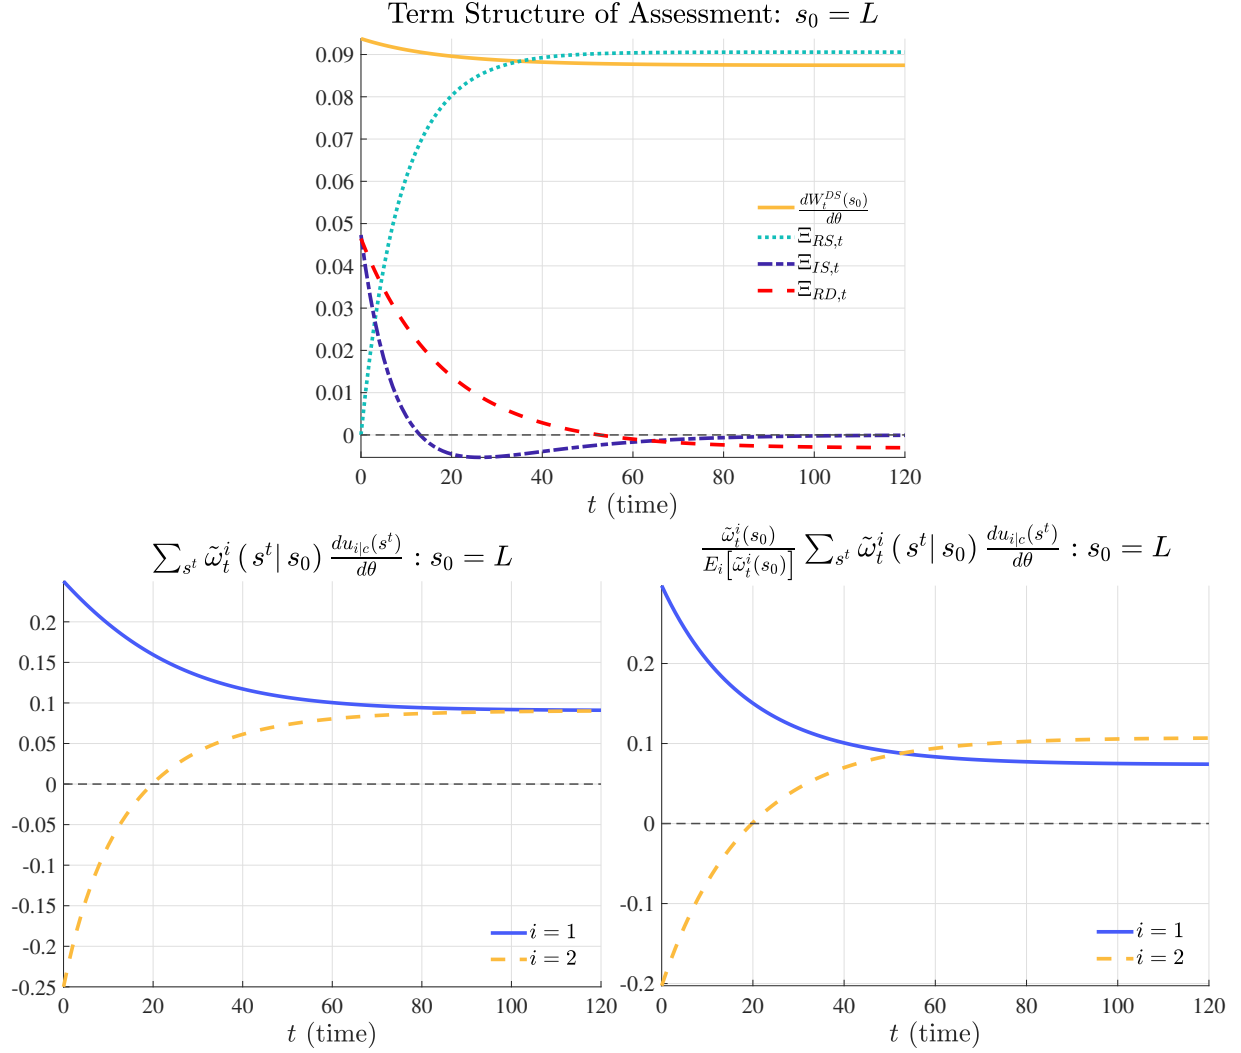 Term Structure of Assessment: s₀ = L
0.09
0.08
0.07
0.06
0.05
0.04
0.03
0.02
0.01
0
dW_t^{DS}(s₀)/dθ
Ξ_{RS,t}
Ξ_{IS,t}
Ξ_{RD,t}
0 20 40 60 80 100 120
t (time)
∑_{s^t} ω̃_t^i (s^t| s₀) du_{i|c}(s^t)/dθ : s₀ = L
0.2
0.15
0.1
0.05
0
-0.05
-0.1
-0.15
-0.2
-0.25
i = 1
i = 2
0 20 40 60 80 100 120
t (time)
ω̃_t^i(s₀)/E_i[ω̃_t^i(s₀)] ∑_{s^t} ω̃_t^i (s^t| s₀) du_{i|c}(s^t)/dθ : s₀ = L
0.2
0.1
0
-0.1
-0.2
i = 1
i = 2
0 20 40 60 80 100 120
t (time)